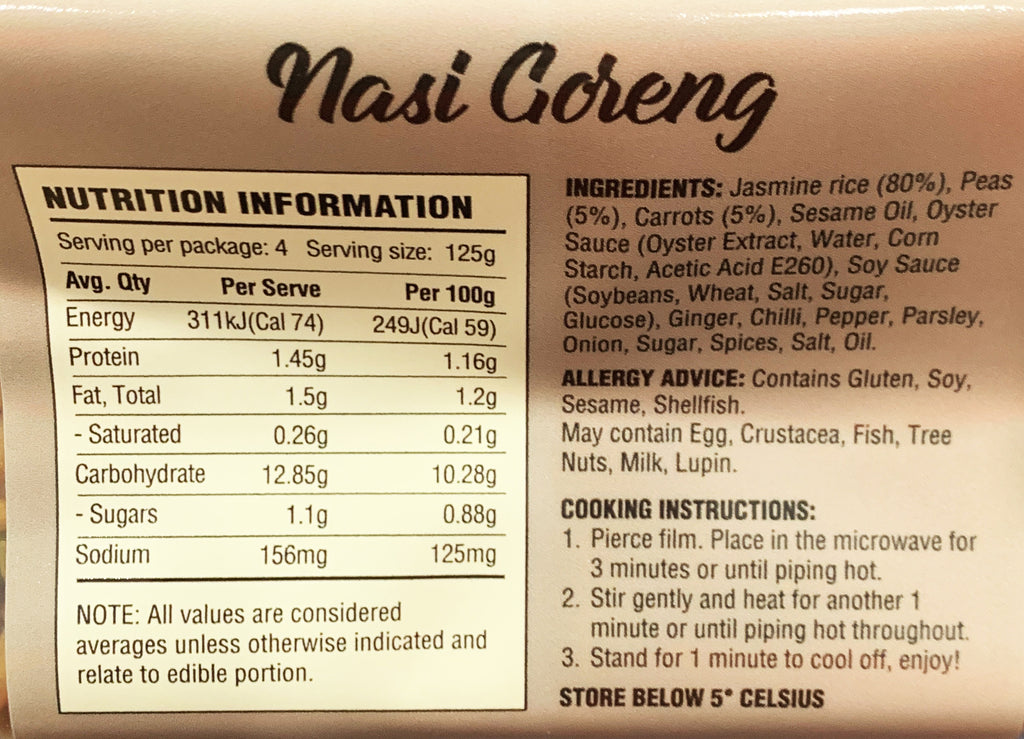 Nasi Goreng
NUTRITION INFORMATION
Serving per package: 4 Serving size: 125g
Avg. Qty Per Serve Per 100g
Energy 311kJ(Cal 74) 249J(Cal 59)
Protein 1.45g 1.16g
Fat, Total 1.5g 1.2g
- Saturated 0.26g 0.21g
Carbohydrate 12.85g 10.28g
- Sugars 1.1g 0.88g
Sodium 156mg 125mg
NOTE: All values are considered
averages unless otherwise indicated and
relate to edible portion.
INGREDIENTS: Jasmine rice (80%), Peas
(5%), Carrots (5%), Sesame Oil, Oyster
Sauce (Oyster Extract, Water, Corn
Starch, Acetic Acid E260), Soy Sauce
(Soybeans, Wheat, Salt, Sugar,
Glucose), Ginger, Chilli, Pepper, Parsley,
Onion, Sugar, Spices, Salt, Oil.
ALLERGY ADVICE: Contains Gluten, Soy,
Sesame, Shellfish.
May contain Egg, Crustacea, Fish, Tree
Nuts, Milk, Lupin.
COOKING INSTRUCTIONS:
1. Pierce film. Place in the microwave for
3 minutes or until piping hot.
2. Stir gently and heat for another 1
minute or until piping hot throughout.
3. Stand for 1 minute to cool off, enjoy!
STORE BELOW 5° CELSIUS